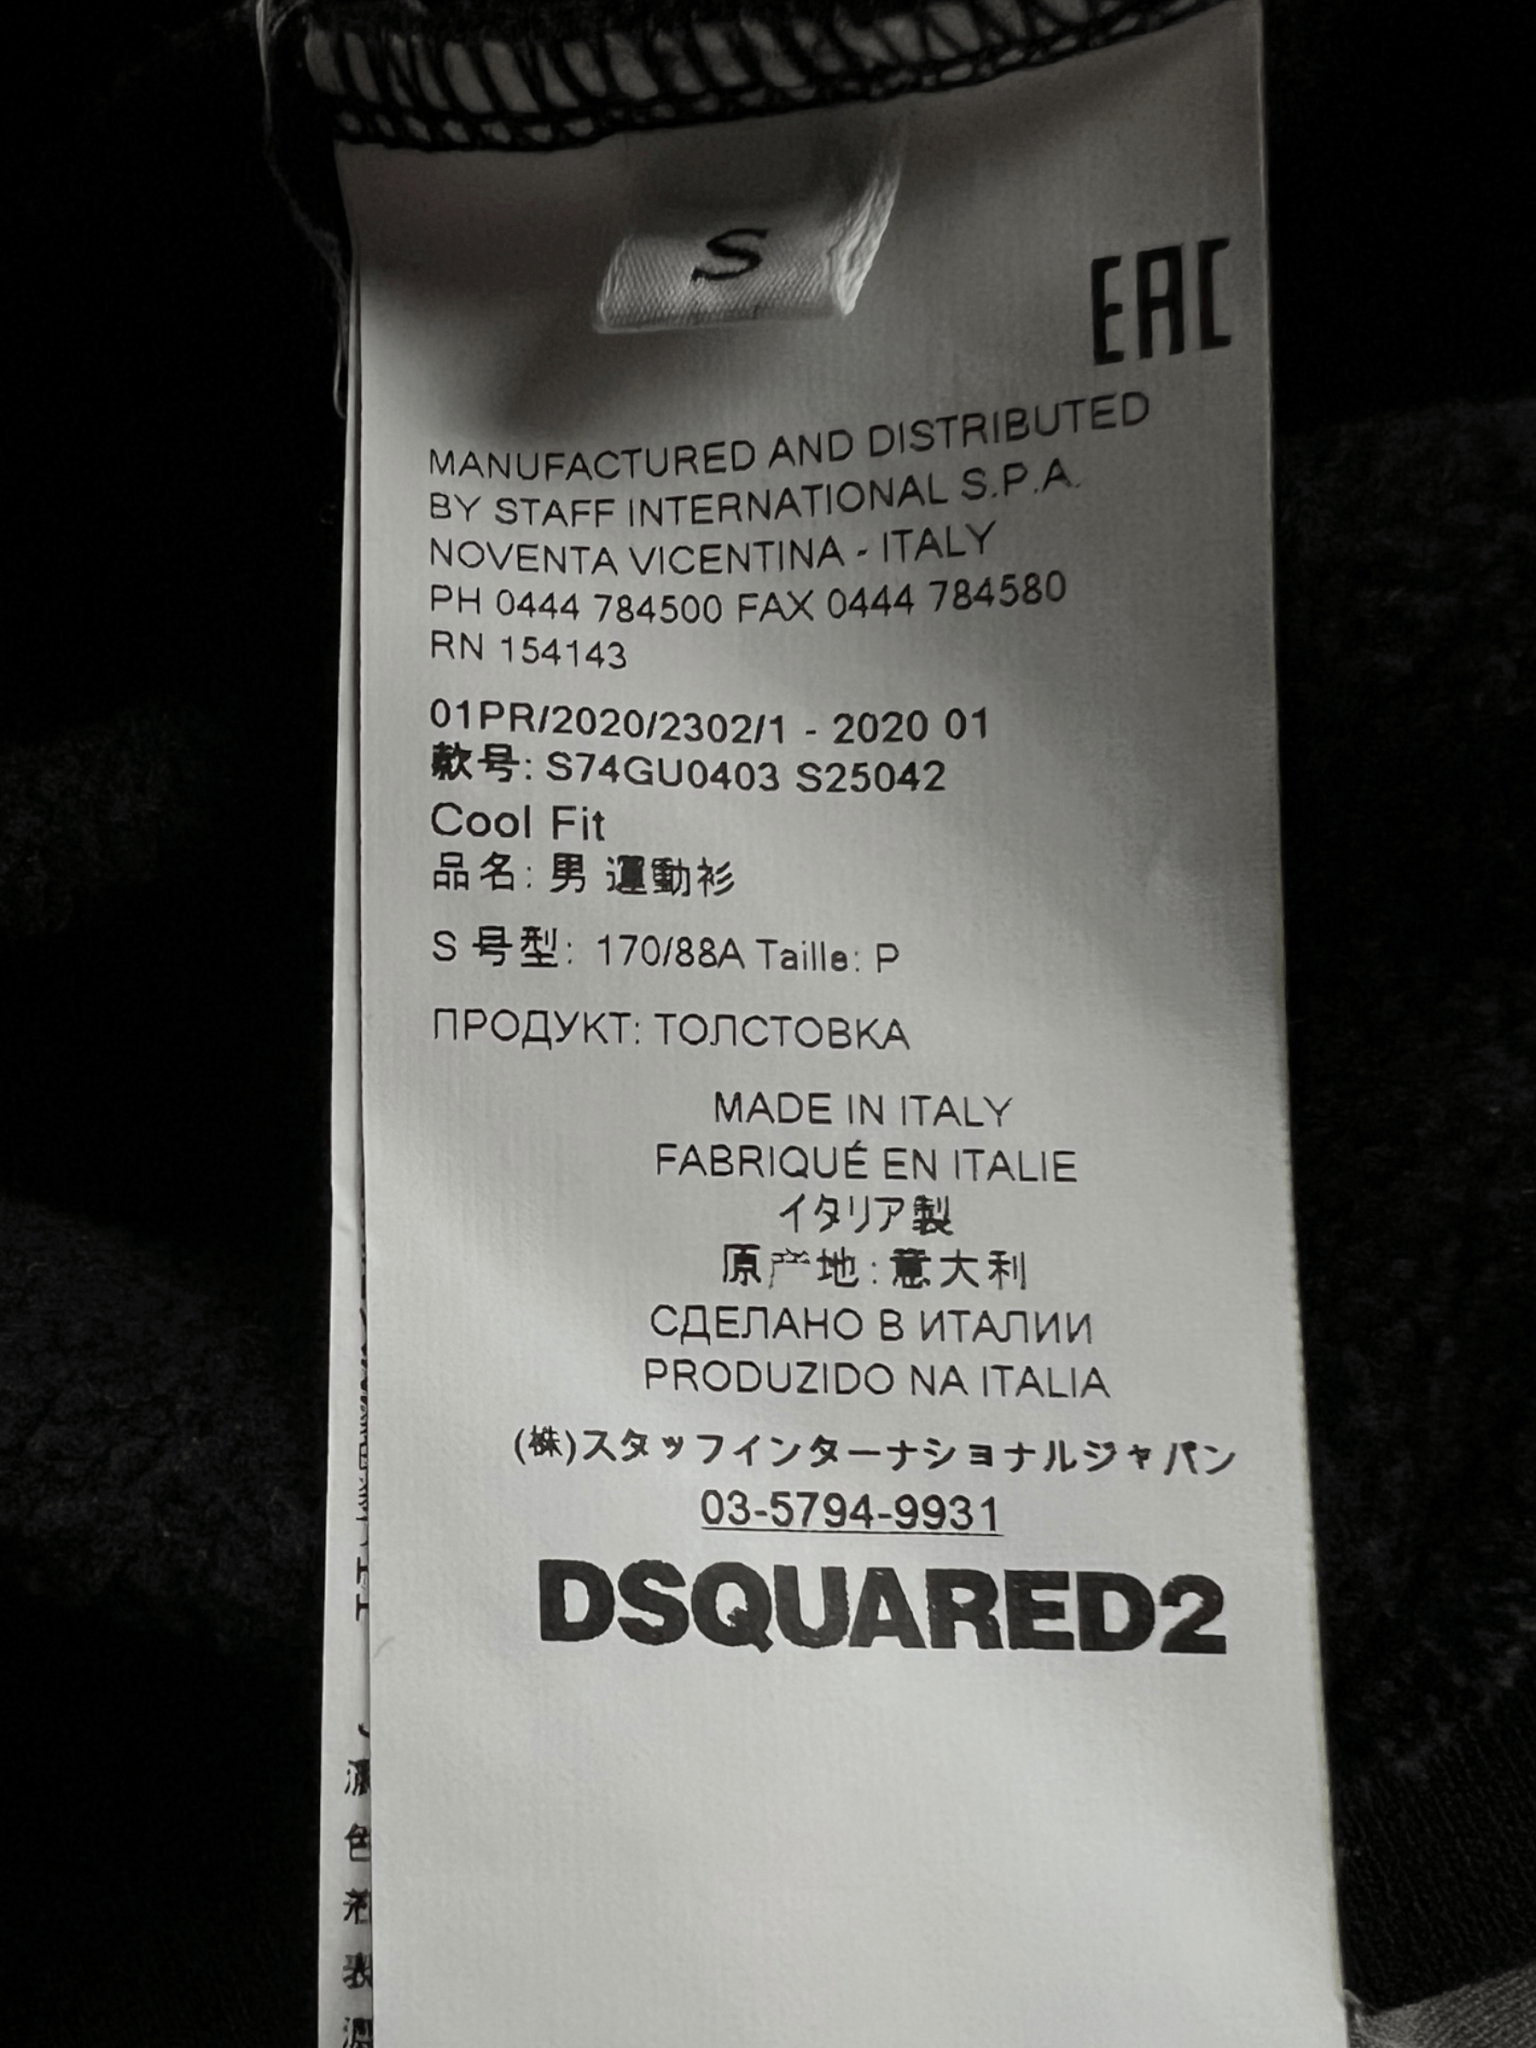 S
EAC
MANUFACTURED AND DISTRIBUTED
BY STAFF INTERNATIONAL S.P.A.
NOVENTA VICENTINA - ITALY
PH 0444 784500 FAX 0444 784580
RN 154143
01PR/2020/2302/1 - 2020 01
款号: S74GU0403 S25042
Cool Fit
品名: 男 運動衫
S 号型: 170/88A Taille: P
ПРОДУКТ: ТОЛСТОВКА
MADE IN ITALY
FABRIQUÉ EN ITALIE
イタリア製
原产地: 意大利
СДЕЛАНО В ИТАЛИИ
PRODUZIDO NA ITALIA
(株)スタッフインターナショナルジャパン
03-5794-9931
DSQUARED2